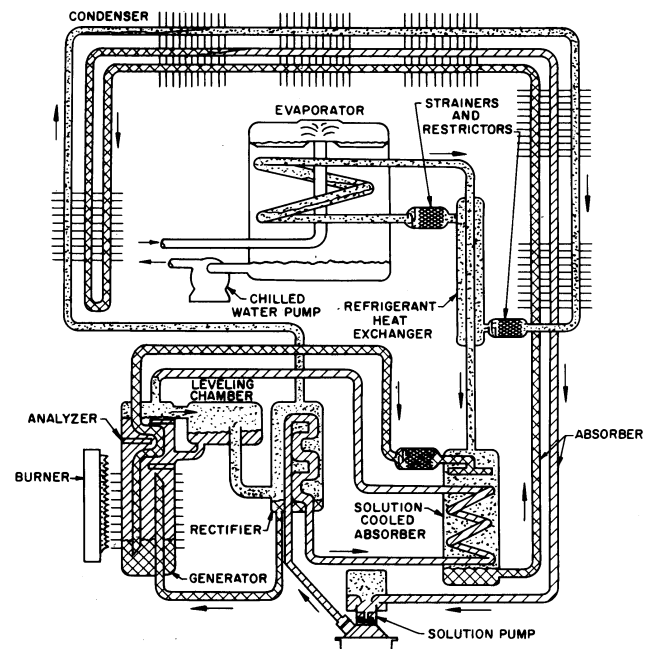 CONDENSER
EVAPORATOR
STRAINERS
AND
RESTRICTORS
CHILLED
WATER PUMP
REFRIGERANT
HEAT
EXCHANGER
LEVELING
CHAMBER
ANALYZER
ABSORBER
BURNER
SOLUTION-
COOLED
ABSORBER
RECTIFIER
GENERATOR
SOLUTION PUMP